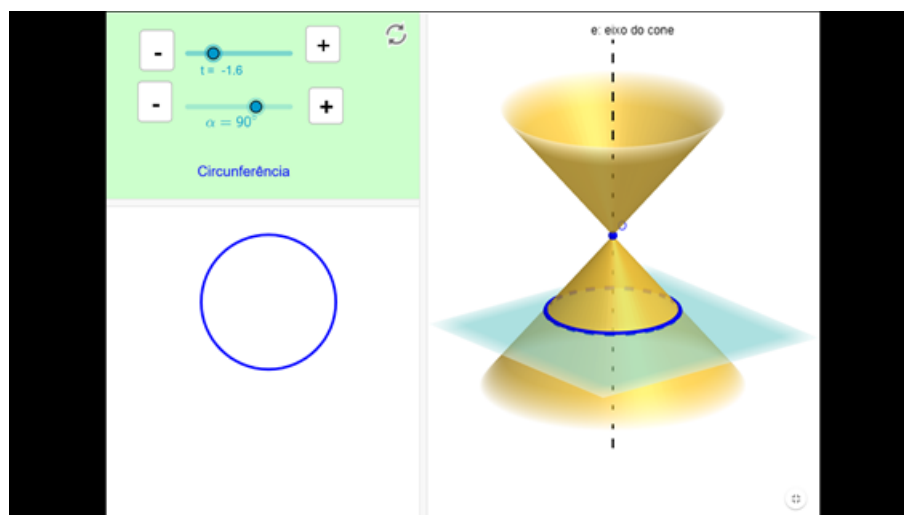 -
+
t = -1.6
-
+
α = 90°
Circunferência
e: eixo do cone